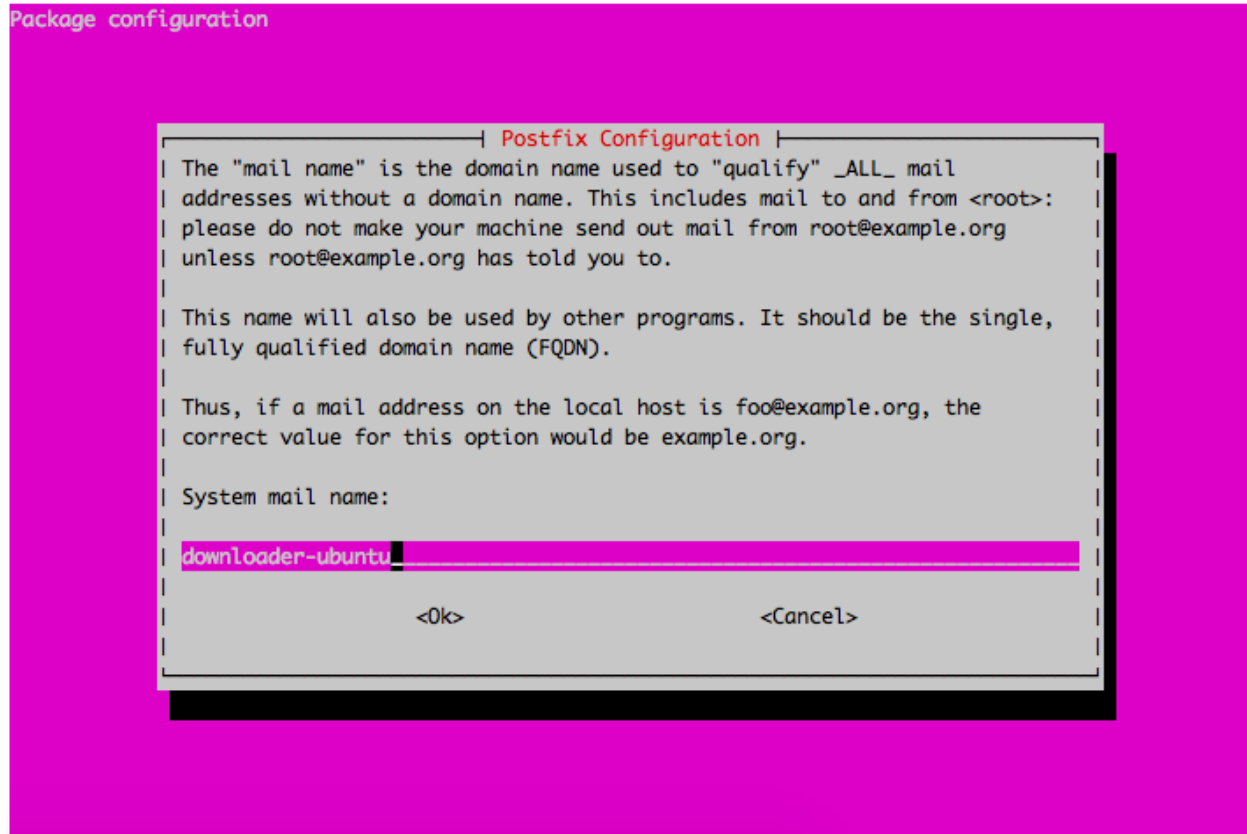 Package configuration
Postfix Configuration
The "mail name" is the domain name used to "qualify" _ALL_ mail
addresses without a domain name. This includes mail to and from <root>:
please do not make your machine send out mail from root@example.org
unless root@example.org has told you to.
This name will also be used by other programs. It should be the single,
fully qualified domain name (FQDN).
Thus, if a mail address on the local host is foo@example.org, the
correct value for this option would be example.org.
System mail name:
downloader-ubuntu
<Ok> <Cancel>